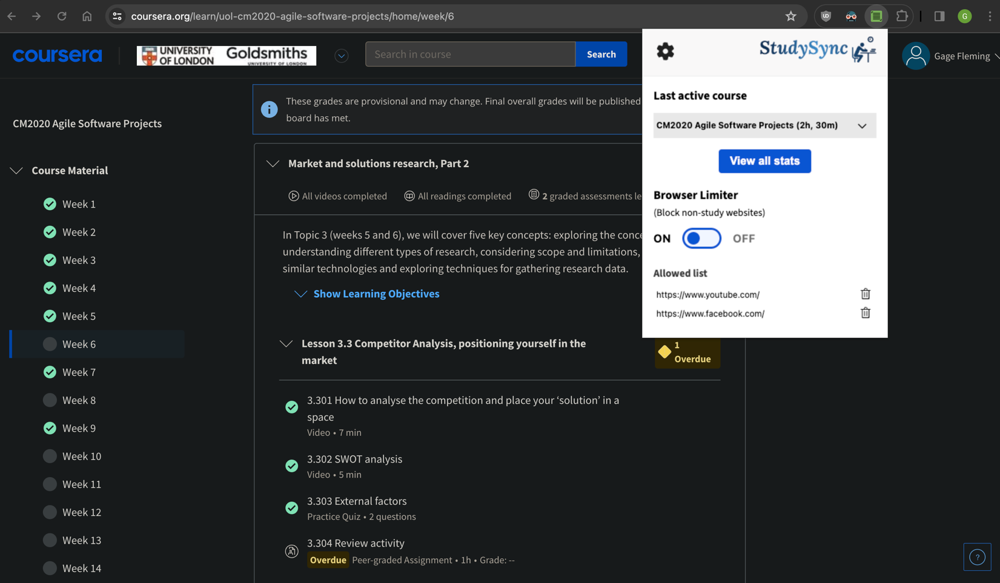 coursera.org/learn/uol-cm2020-agile-software-projects/home/week/6
G
coursera
UNIVERSITY
OF LONDON
Goldsmiths
UNIVERSITY OF LONDON
Search in course
Search
StudySync
Gage Fleming
CM2020 Agile Software Projects
Course Material
Week 1
Week 2
Week 3
Week 4
Week 5
Week 6
Week 7
Week 8
Week 9
Week 10
Week 11
Week 12
Week 13
Week 14
These grades are provisional and may change. Final overall grades will be published
board has met.
Market and solutions research, Part 2
All videos completed
All readings completed
2 graded assessments le
In Topic 3 (weeks 5 and 6), we will cover five key concepts: exploring the conce
understanding different types of research, considering scope and limitations,
similar technologies and exploring techniques for gathering research data.
Show Learning Objectives
Lesson 3.3 Competitor Analysis, positioning yourself in the
market
1
Overdue
3.301 How to analyse the competition and place your ‘solution’ in a
space
Video • 7 min
3.302 SWOT analysis
Video • 5 min
3.303 External factors
Practice Quiz • 2 questions
3.304 Review activity
Overdue Peer-graded Assignment • 1h • Grade: --
Last active course
CM2020 Agile Software Projects (2h, 30m)
View all stats
Browser Limiter
(Block non-study websites)
ON OFF
Allowed list
https://www.youtube.com/
https://www.facebook.com/
?